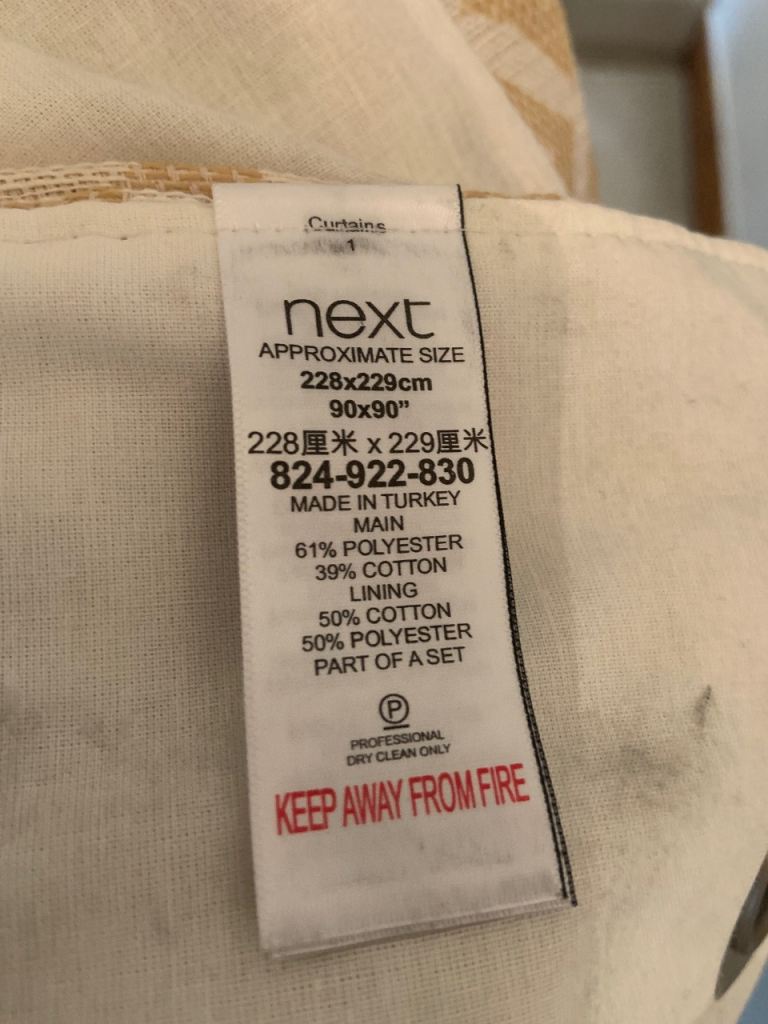 Curtains
1
next
APPROXIMATE SIZE
228x229cm
90x90”
228厘米 x 229厘米
824-922-830
MADE IN TURKEY
MAIN
61% POLYESTER
39% COTTON
LINING
50% COTTON
50% POLYESTER
PART OF A SET
P
PROFESSIONAL
DRY CLEAN ONLY
KEEP AWAY FROM FIRE